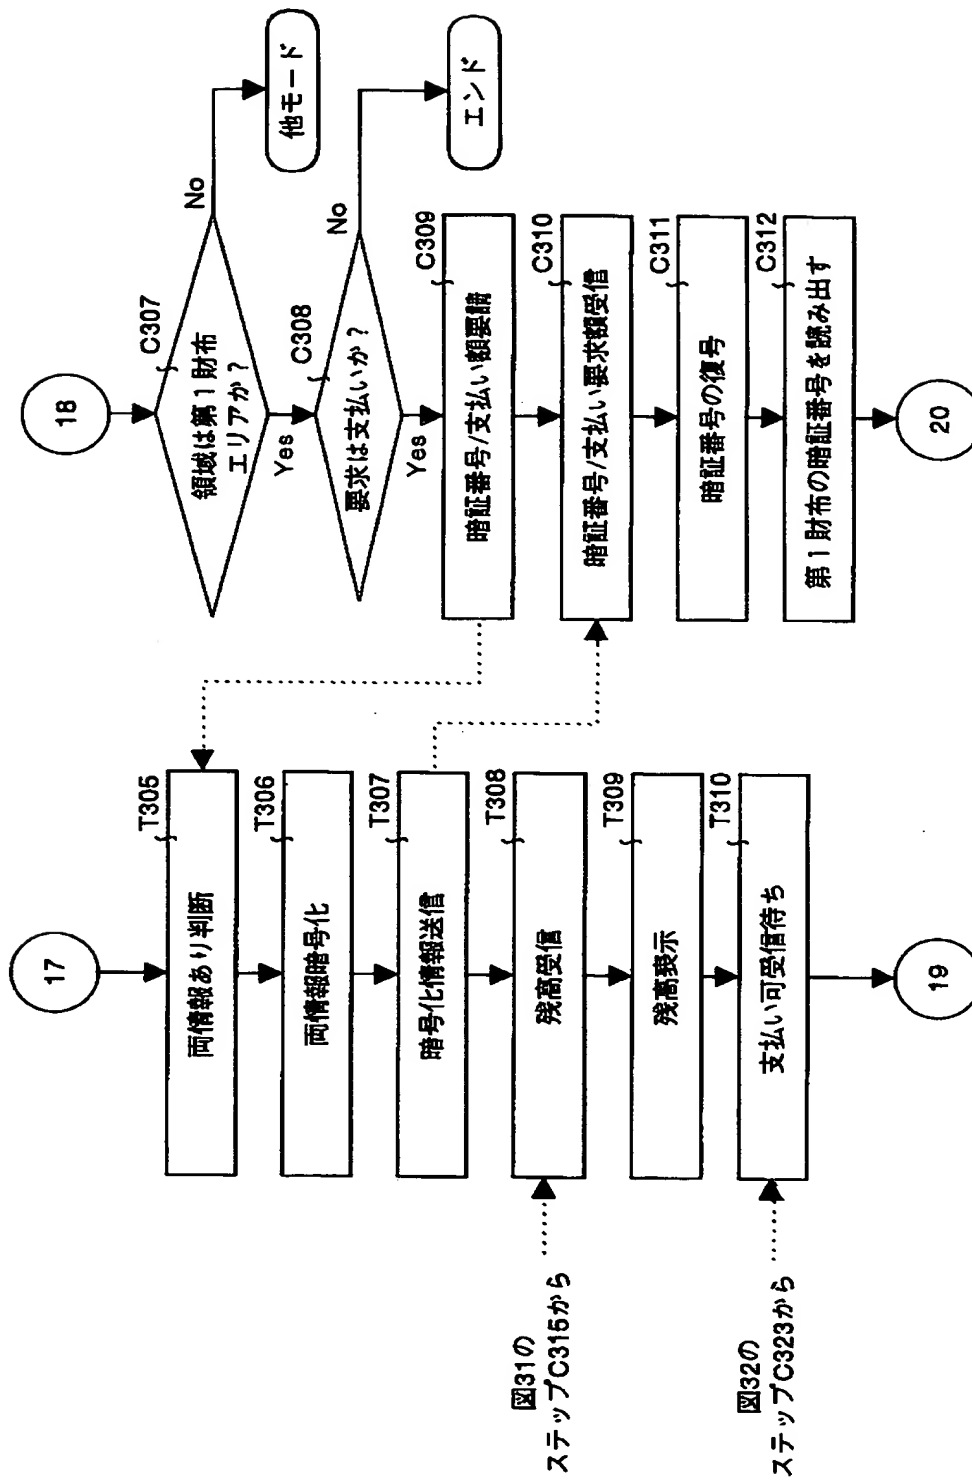 18
C307
領域は第1財布
エリアか?
No
他モード
Yes
C308
要求は支払いか?
No
エンド
Yes
C309
暗証番号/支払い額要請
C310
暗証番号/支払い要求額受信
C311
暗証番号の復号
C312
第1財布の暗証番号を読み出す
20
17
T305
両情報あり判断
T306
両情報暗号化
T307
暗号化情報送信
T308
残高受信
T309
残高表示
T310
支払い可受信待ち
19
図31の
ステップC315から
図32の
ステップC323から